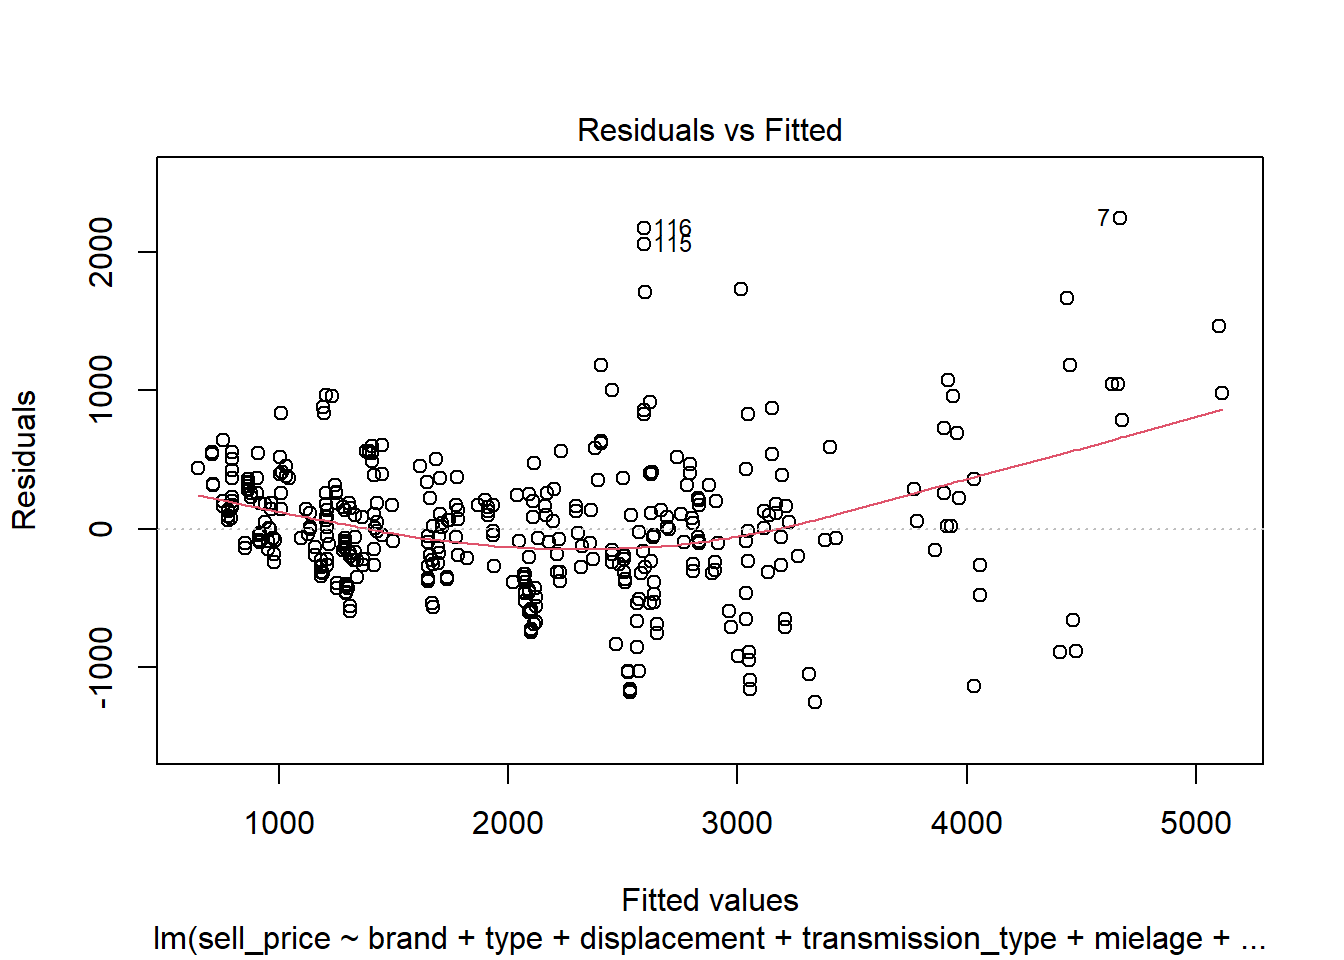 Residuals vs Fitted
Residuals
2000
1000
0
-1000
116
115
7
1000 2000 3000 4000 5000
Fitted values
lm(sell_price ~ brand + type + displacement + transmission_type + mielage + ...